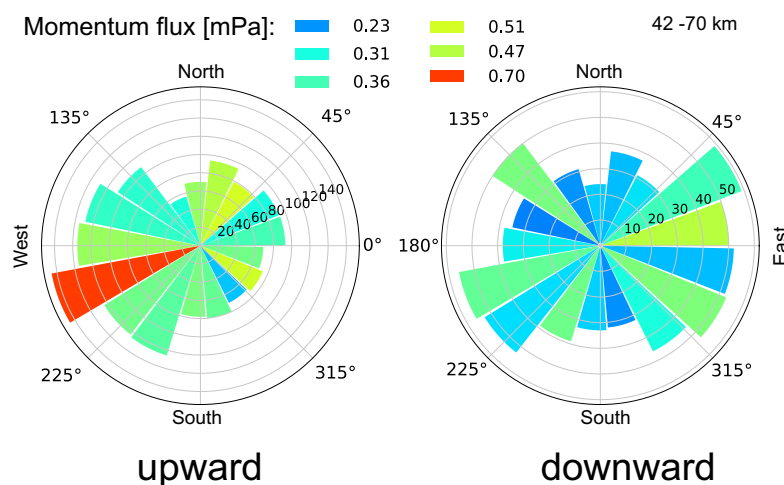 Momentum flux [mPa]:
0.23
0.31
0.36
0.51
0.47
0.70
42 -70 km
North
135°
45°
West
20 40 60 80 100 120 140
0°
225°
315°
South
upward
North
135°
45°
180°
10 20 30 40 50
East
225°
315°
South
downward